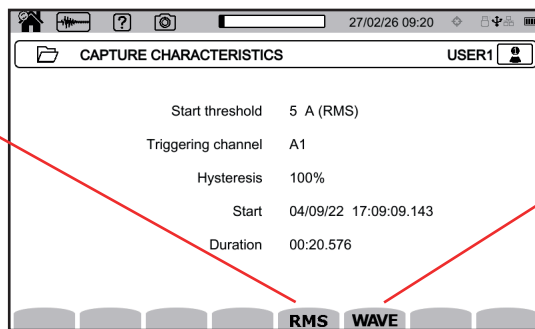 ? 27/02/26 09:20
CAPTURE CHARACTERISTICS USER1
Start threshold 5 A (RMS)
Triggering channel A1
Hysteresis 100%
Start 04/09/22 17:09:09.143
Duration 00:20.576
RMS WAVE